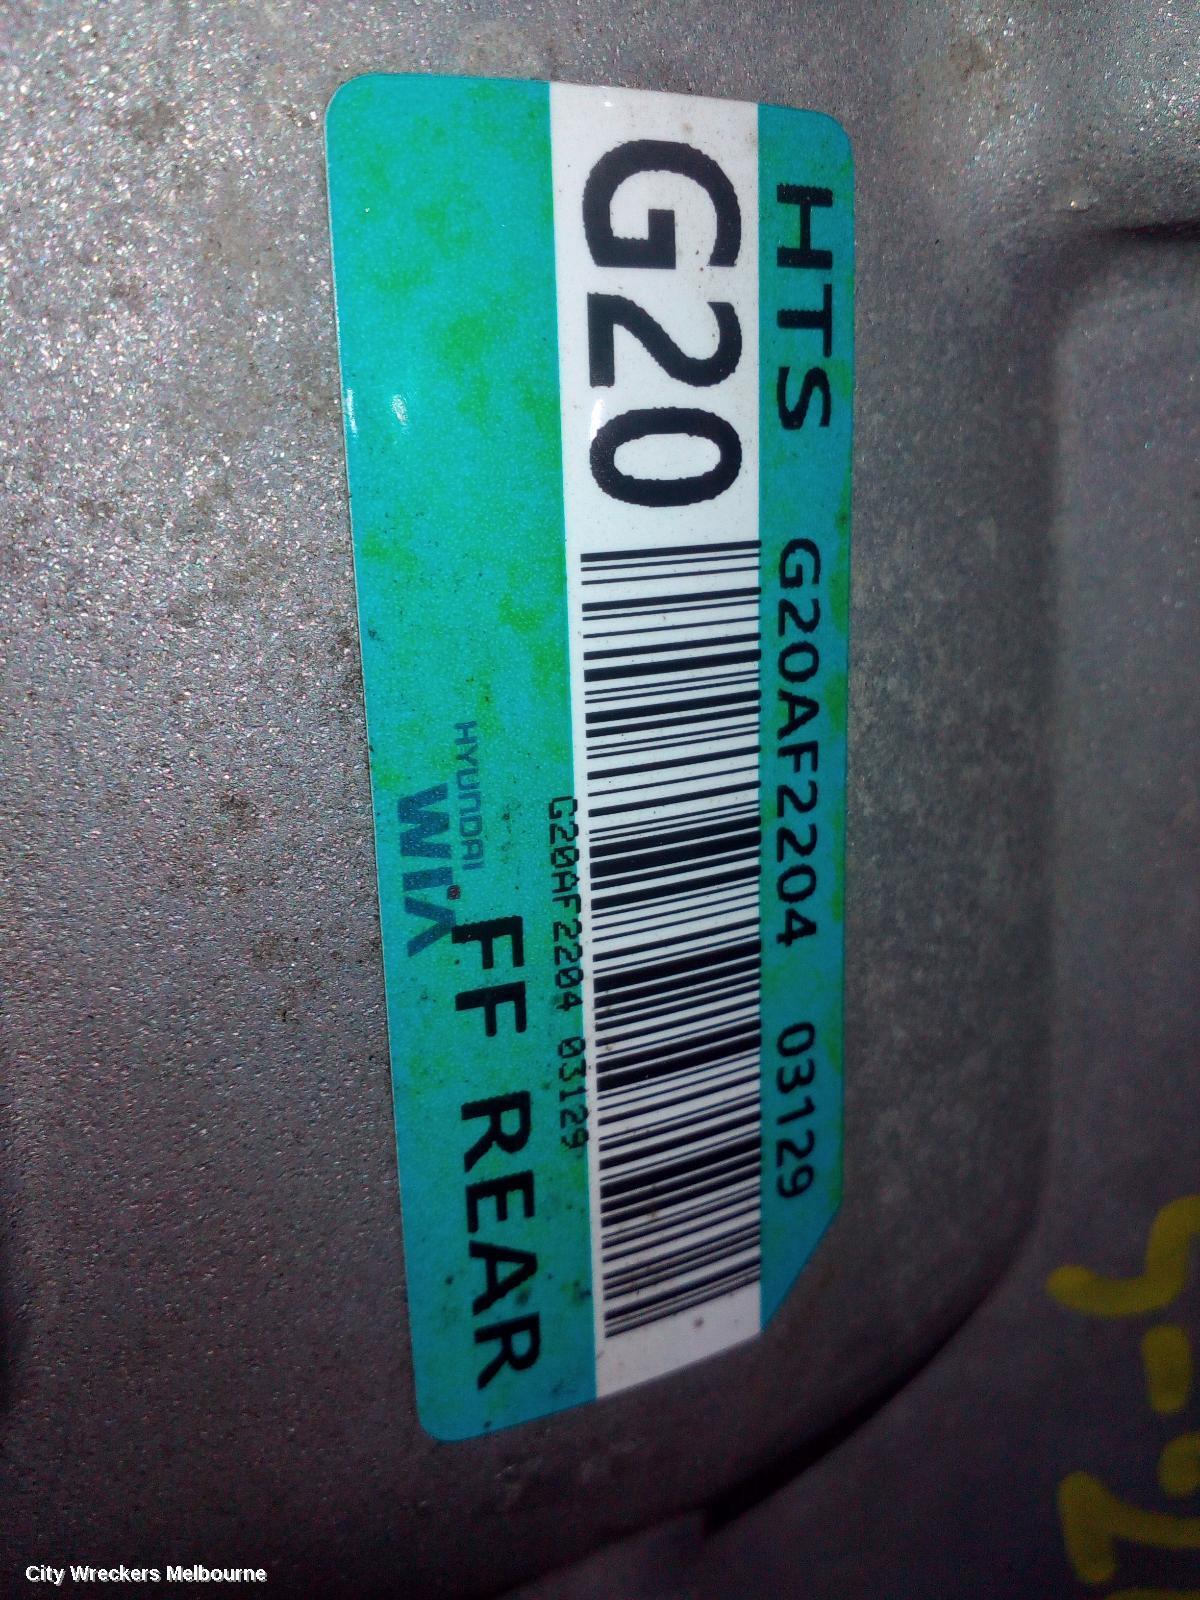 HTS G20AF2204 03129
G20
G20AF2204 03129
HYUNDAI
WIA
FF REAR
City Wreckers Melbourne